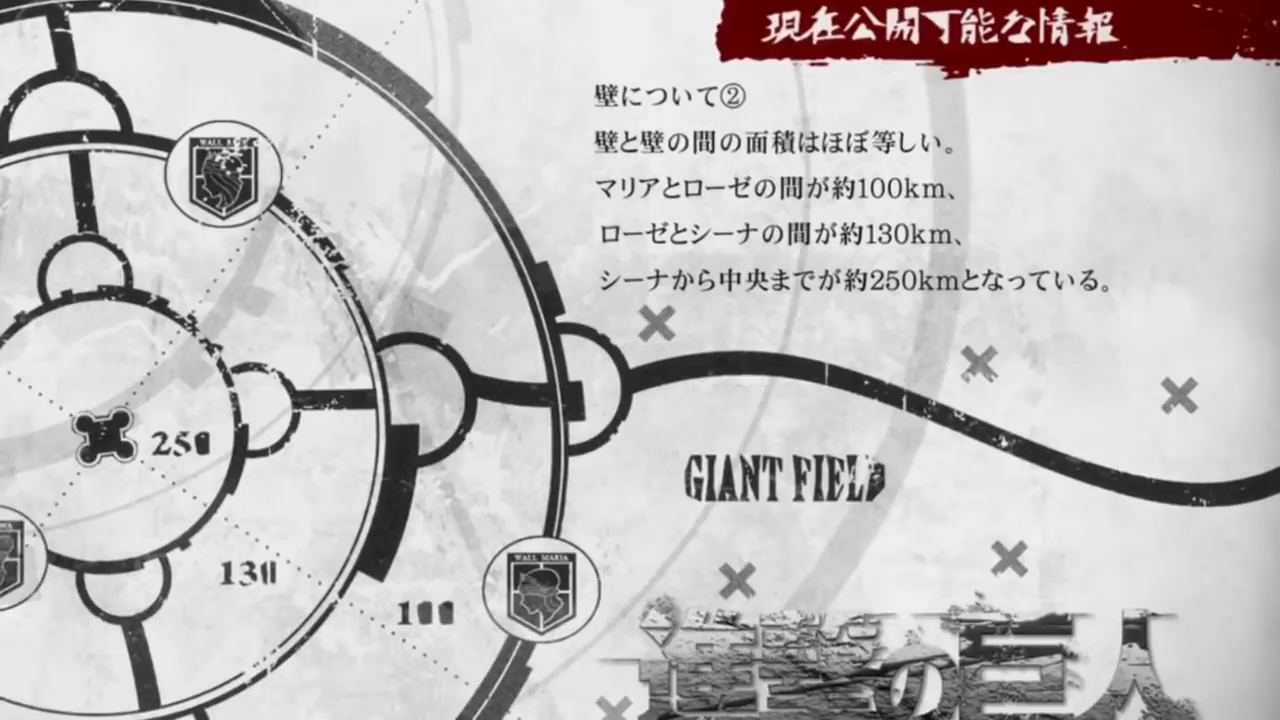 現在公開可能な情報
壁について②
壁と壁の間の面積はほぼ等しい。
マリアとローゼの間が約100km、
ローゼとシーナの間が約130km、
シーナから中央までが約250kmとなっている。
WALL ROSE
250
130
100
GIANT FIELD
WALL MARIA
進撃の巨人